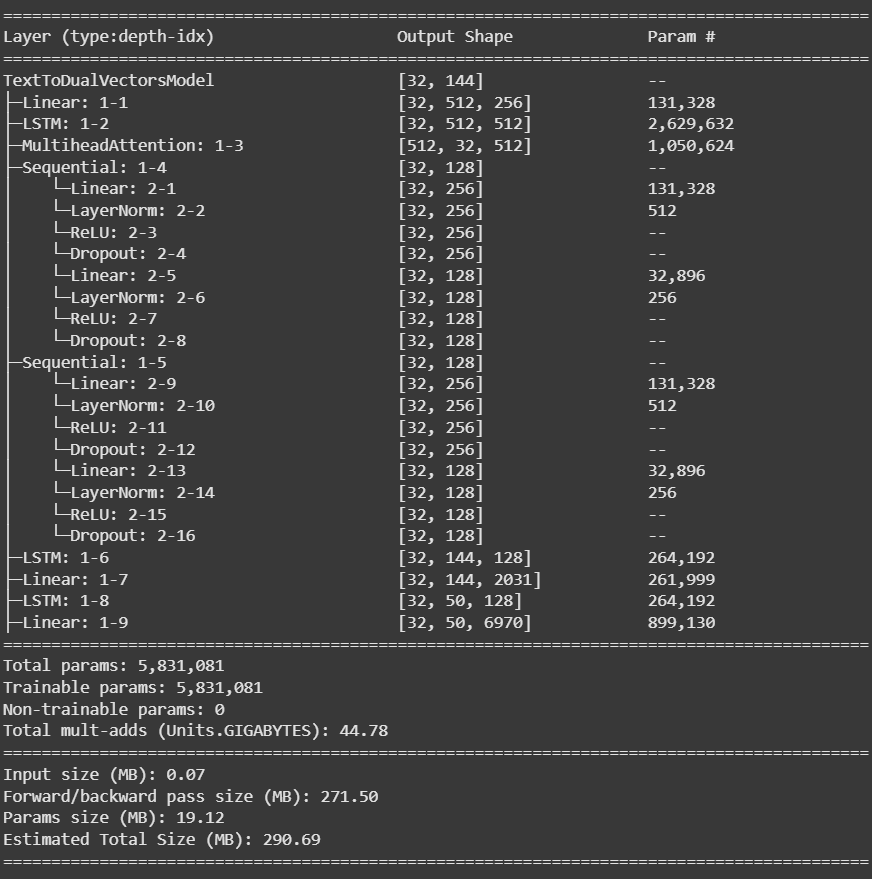 ==========================================================================================
Layer (type:depth-idx)                   Output Shape              Param #
==========================================================================================
TextToDualVectorsModel                   [32, 144]                 --
├─Linear: 1-1                            [32, 512, 256]            131,328
├─LSTM: 1-2                              [32, 512, 512]            2,629,632
├─MultiheadAttention: 1-3                [512, 32, 512]            1,050,624
├─Sequential: 1-4                        [32, 128]                 --
│    └─Linear: 2-1                       [32, 256]                 131,328
│    └─LayerNorm: 2-2                    [32, 256]                 512
│    └─ReLU: 2-3                         [32, 256]                 --
│    └─Dropout: 2-4                      [32, 256]                 --
│    └─Linear: 2-5                       [32, 128]                 32,896
│    └─LayerNorm: 2-6                    [32, 128]                 256
│    └─ReLU: 2-7                         [32, 128]                 --
│    └─Dropout: 2-8                      [32, 128]                 --
├─Sequential: 1-5                        [32, 128]                 --
│    └─Linear: 2-9                       [32, 256]                 131,328
│    └─LayerNorm: 2-10                   [32, 256]                 512
│    └─ReLU: 2-11                        [32, 256]                 --
│    └─Dropout: 2-12                     [32, 256]                 --
│    └─Linear: 2-13                      [32, 128]                 32,896
│    └─LayerNorm: 2-14                   [32, 128]                 256
│    └─ReLU: 2-15                        [32, 128]                 --
│    └─Dropout: 2-16                     [32, 128]                 --
├─LSTM: 1-6                              [32, 144, 128]            264,192
├─Linear: 1-7                            [32, 144, 2031]           261,999
├─LSTM: 1-8                              [32, 50, 128]             264,192
├─Linear: 1-9                            [32, 50, 6970]            899,130
==========================================================================================
Total params: 5,831,081
Trainable params: 5,831,081
Non-trainable params: 0
Total mult-adds (Units.GIGABYTES): 44.78
==========================================================================================
Input size (MB): 0.07
Forward/backward pass size (MB): 271.50
Params size (MB): 19.12
Estimated Total Size (MB): 290.69
==========================================================================================